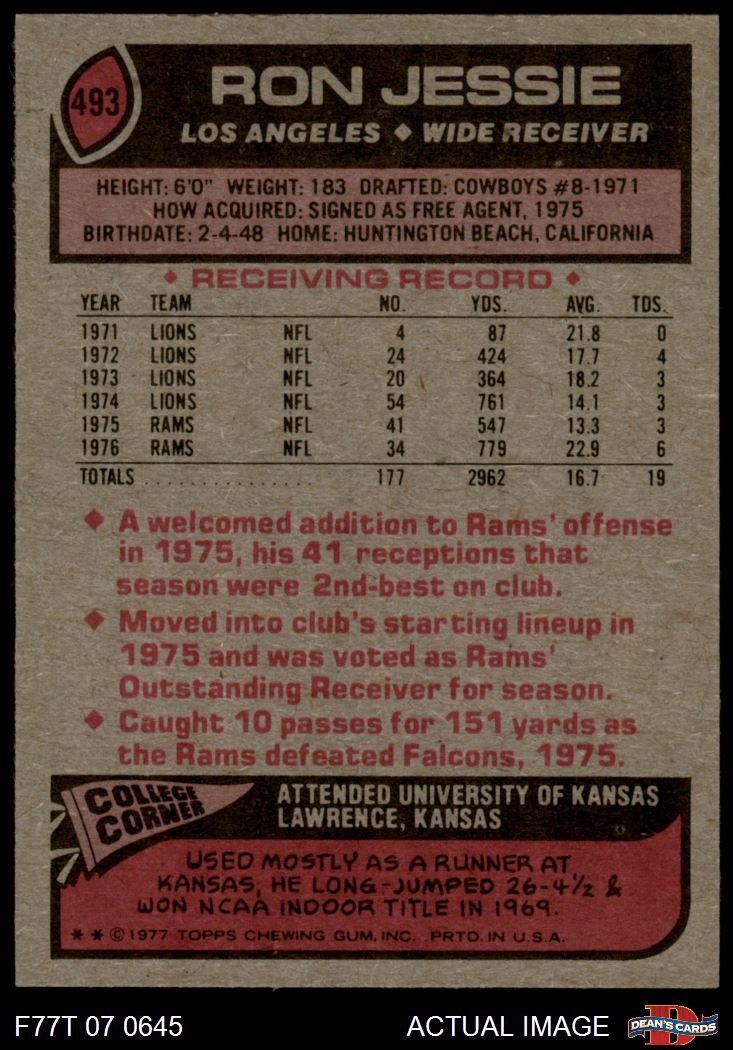 493
RON JESSIE
LOS ANGELES ◆ WIDE RECEIVER
HEIGHT: 6'0" WEIGHT: 183 DRAFTED: COWBOYS #8-1971
HOW ACQUIRED: SIGNED AS FREE AGENT, 1975
BIRTHDATE: 2-4-48 HOME: HUNTINGTON BEACH, CALIFORNIA
◆ RECEIVING RECORD ◆
YEAR TEAM NO. YDS. AVG. TDS.
1971 LIONS NFL 4 87 21.8 0
1972 LIONS NFL 24 424 17.7 4
1973 LIONS NFL 20 364 18.2 3
1974 LIONS NFL 54 761 14.1 3
1975 RAMS NFL 41 547 13.3 3
1976 RAMS NFL 34 779 22.9 6
TOTALS . . . . . . . . . . . . . . . 177 2962 16.7 19
◆ A welcomed addition to Rams' offense
in 1975, his 41 receptions that
season were 2nd-best on club.
◆ Moved into club's starting lineup in
1975 and was voted as Rams'
Outstanding Receiver for season.
◆ Caught 10 passes for 151 yards as
the Rams defeated Falcons, 1975.
COLLEGE
CORNER
ATTENDED UNIVERSITY OF KANSAS
LAWRENCE, KANSAS
USED MOSTLY AS A RUNNER AT
KANSAS, HE LONG-JUMPED 26-4½ &
WON NCAA INDOOR TITLE IN 1969.
* * © 1977 TOPPS CHEWING GUM, INC. PRTD. IN U.S.A.
F77T 07 0645 ACTUAL IMAGE
D
DEAN'S CARDS